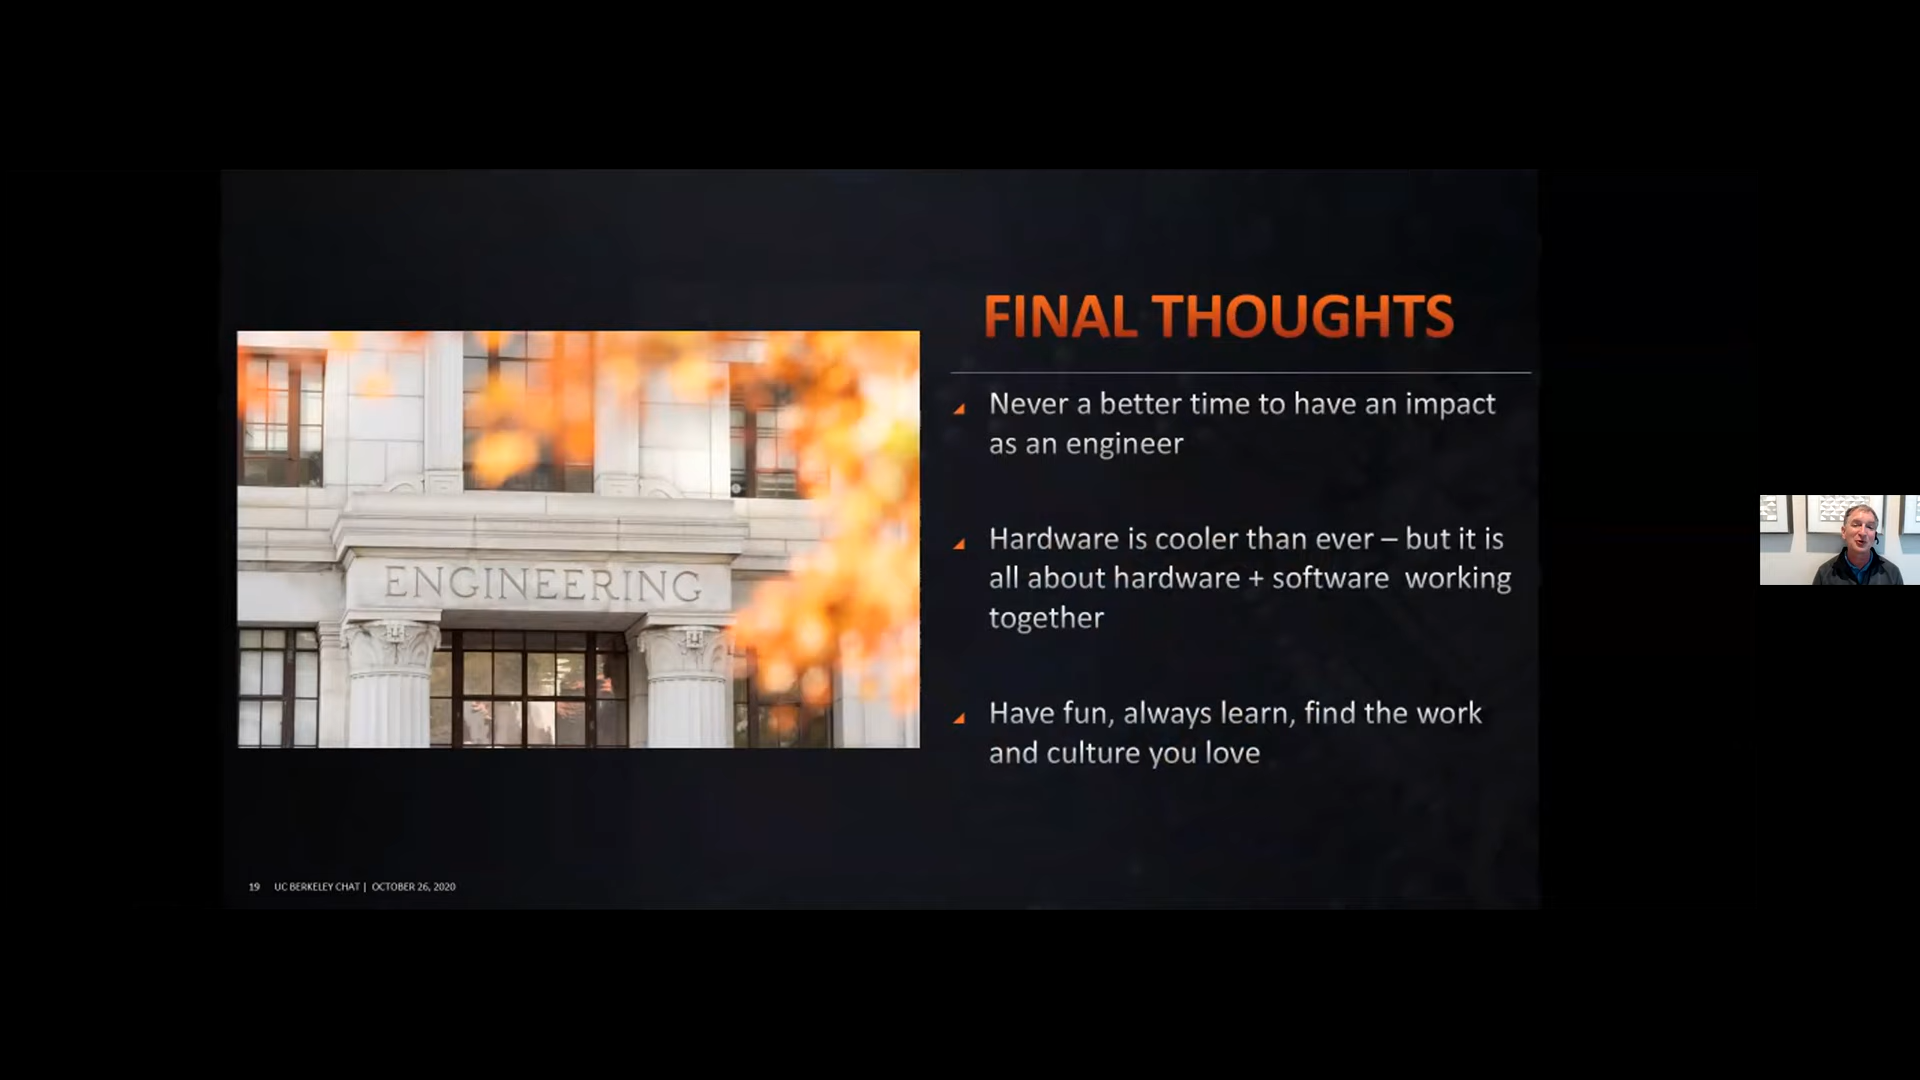 FINAL THOUGHTS
Never a better time to have an impact
as an engineer
Hardware is cooler than ever – but it is
all about hardware + software working
together
Have fun, always learn, find the work
and culture you love
ENGINEERING
19 UC BERKELEY CHAT | OCTOBER 26, 2020